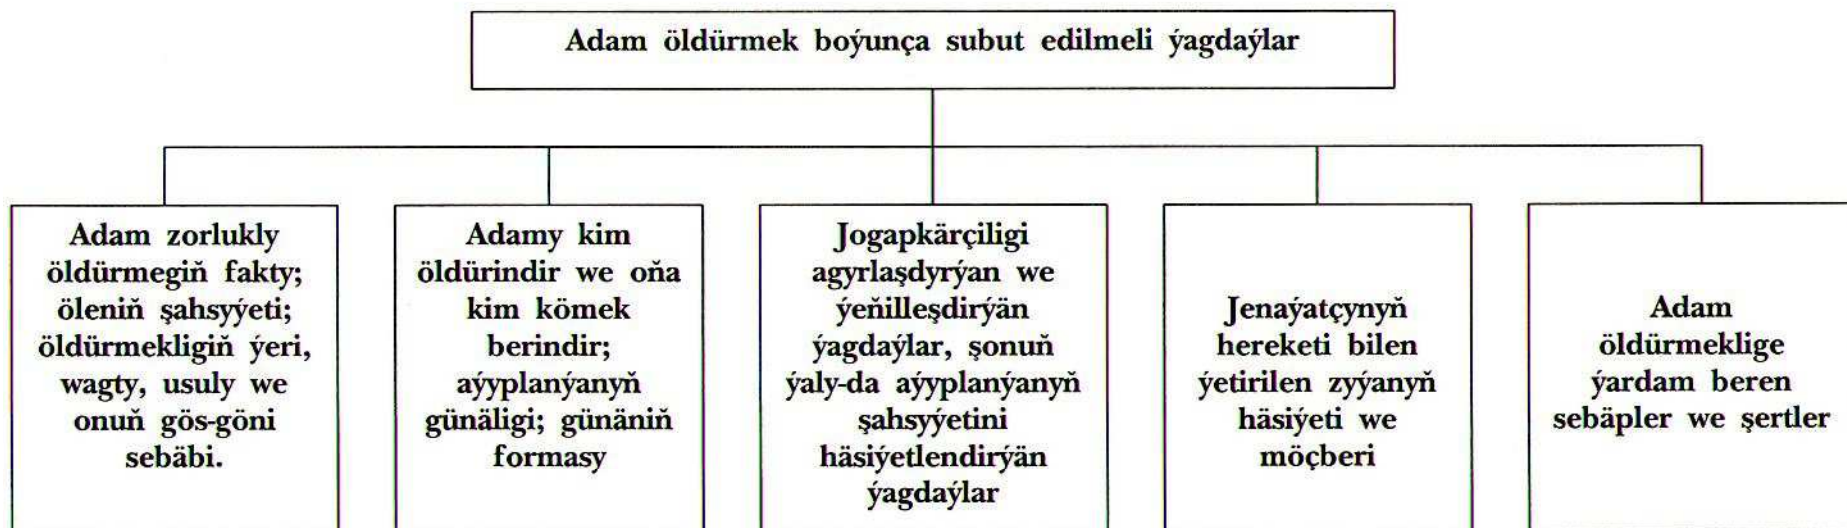 Adam öldürmek boýunça subut edilmeli ýagdaýlar
Adam zorlukly
öldürmegiň fakty;
öleniň şahsyýeti;
öldürmekligiň ýeri,
wagty, usuly we
onuň gös-göni
sebäbi.
Adamy kim
öldürindir we oňa
kim kömek
berindir;
aýyplanýanyň
günäligi; günäniň
formasy
Jogapkärçiligi
agyrlaşdyrýan we
ýeňilleşdirýän
ýagdaýlar, şonuň
ýaly-da aýyplanýanyň
şahsyýetini
häsiýetlendirýän
ýagdaýlar
Jenaýatçynyň
hereketi bilen
ýetirilen zyýanyň
häsiýeti we
möçberi
Adam
öldürmeklige
ýardam beren
sebäpler we şertler